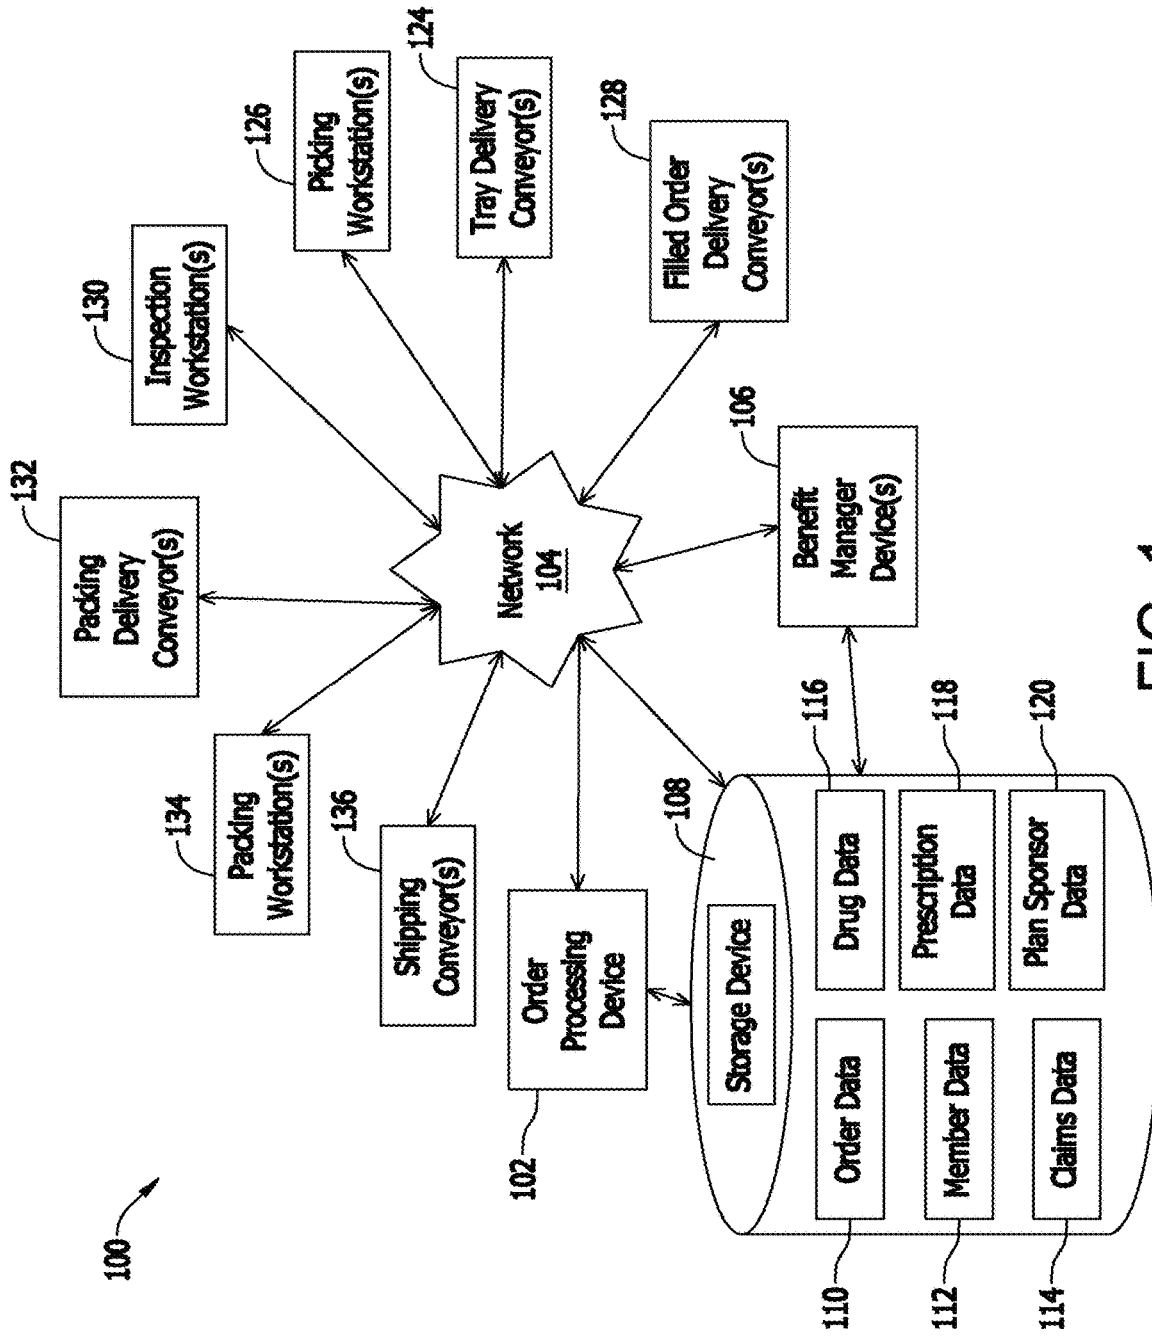 100
102
Order
Processing
Device
Shipping
Conveyor(s)
136
Packing
Workstation(s)
134
Packing
Delivery
Conveyor(s)
132
Inspection
Workstation(s)
130
Picking
Workstation(s)
126
Tray Delivery
Conveyor(s)
124
Filled Order
Delivery
Conveyor(s)
128
Network
104
Benefit
Manager
Device(s)
106
Storage Device
108
Order Data
110
Member Data
112
Claims Data
114
Drug Data
116
Prescription
Data
118
Plan Sponsor
Data
120
FIG. 1